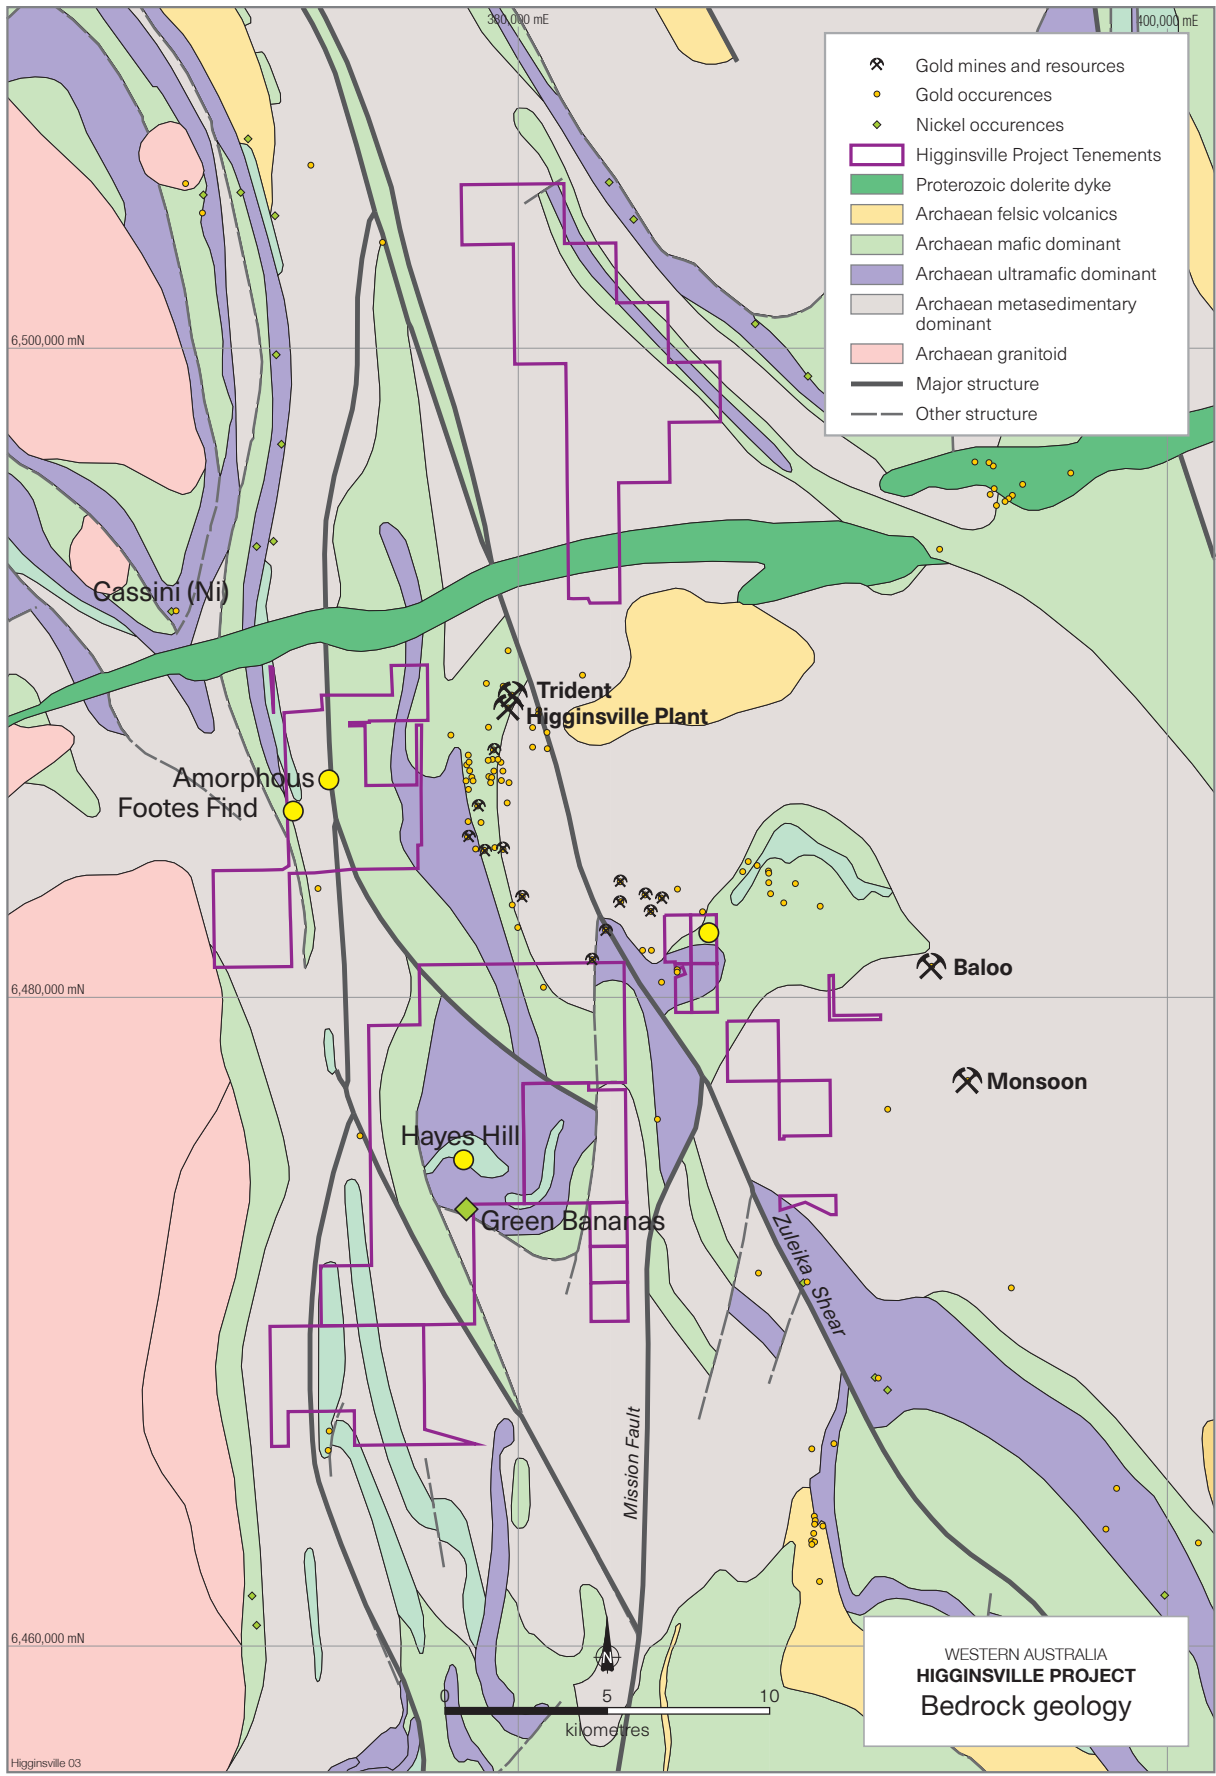 380,000 mE
400,000 mE
Gold mines and resources
Gold occurences
Nickel occurences
Higginsville Project Tenements
Proterozoic dolerite dyke
Archaean felsic volcanics
Archaean mafic dominant
Archaean ultramafic dominant
Archaean metasedimentary
dominant
Archaean granitoid
Major structure
Other structure
6,500,000 mN
Cassini (Ni)
Trident
Higginsville Plant
Amorphous
Footes Find
Baloo
6,480,000 mN
Monsoon
Hayes Hill
Green Bananas
Zuleika Shear
Mission Fault
6,460,000 mN
N
0 5 10
kilometres
WESTERN AUSTRALIA
HIGGINSVILLE PROJECT
Bedrock geology
Higginsville 03